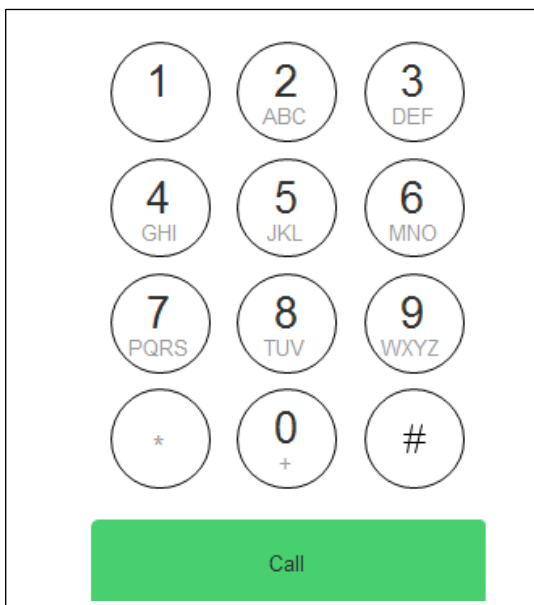 1 2 3
ABC DEF
4 5 6
GHI JKL MNO
7 8 9
PQRS TUV WXYZ
* 0 #
+
Call